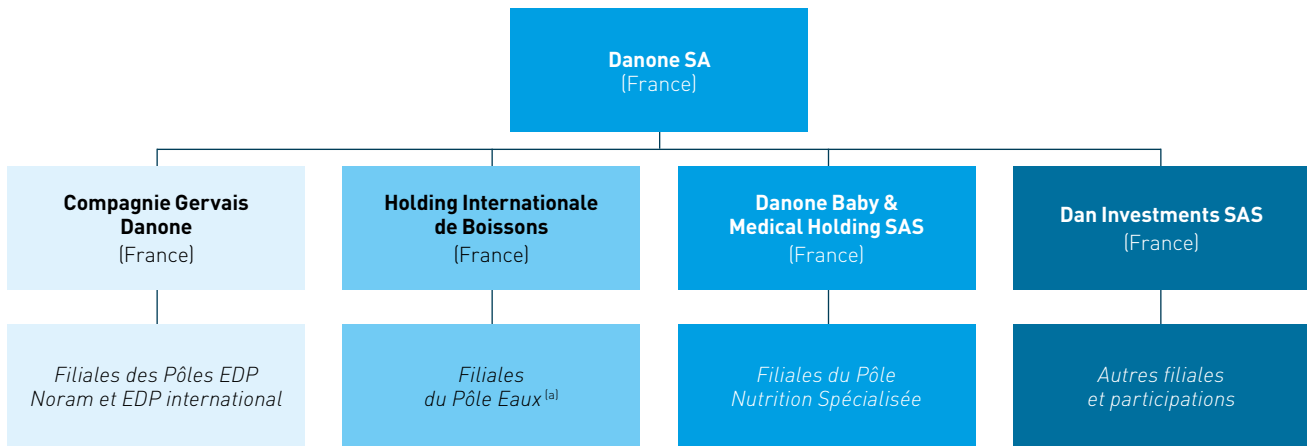 Danone SA
(France)
Compagnie Gervais
Danone
(France)
Holding Internationale
de Boissons
(France)
Danone Baby &
Medical Holding SAS
(France)
Dan Investments SAS
(France)
Filiales des Pôles EDP
Noram et EDP international
Filiales
du Pôle Eaux (a)
Filiales du Pôle
Nutrition Spécialisée
Autres filiales
et participations